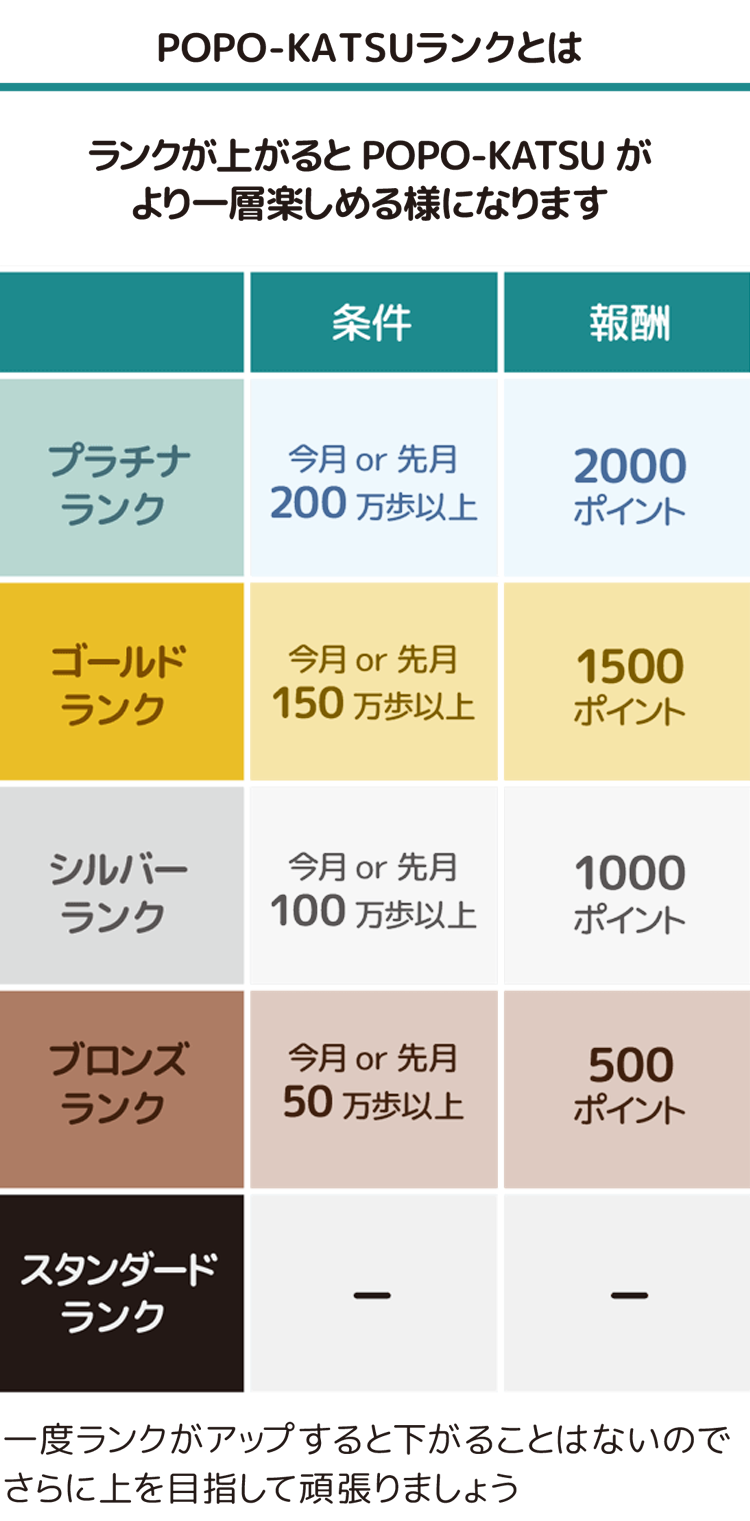 POPO-KATSUランクとは
ランクが上がると POPO-KATSU が
より一層楽しめる様になります
条件
報酬
プラチナ
ランク
今月 or 先月
200 万歩以上
2000
ポイント
ゴールド
ランク
今月 or 先月
150 万歩以上
1500
ポイント
シルバー
ランク
今月 or 先月
100 万歩以上
1000
ポイント
ブロンズ
ランク
今月 or 先月
50 万歩以上
500
ポイント
スタンダード
ランク
ー
ー
一度ランクがアップすると下がることはないので
さらに上を目指して頑張りましょう